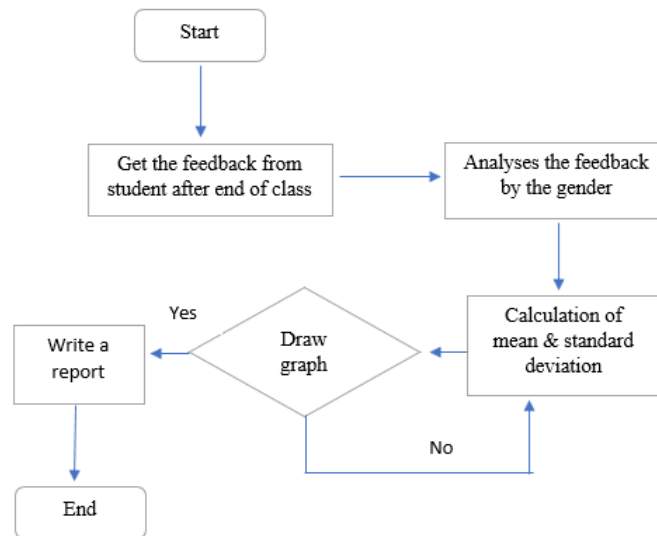 Start
Get the feedback from
student after end of class
Analyses the feedback
by the gender
Calculation of
mean & standard
deviation
Draw
graph
Yes
No
Write a
report
End